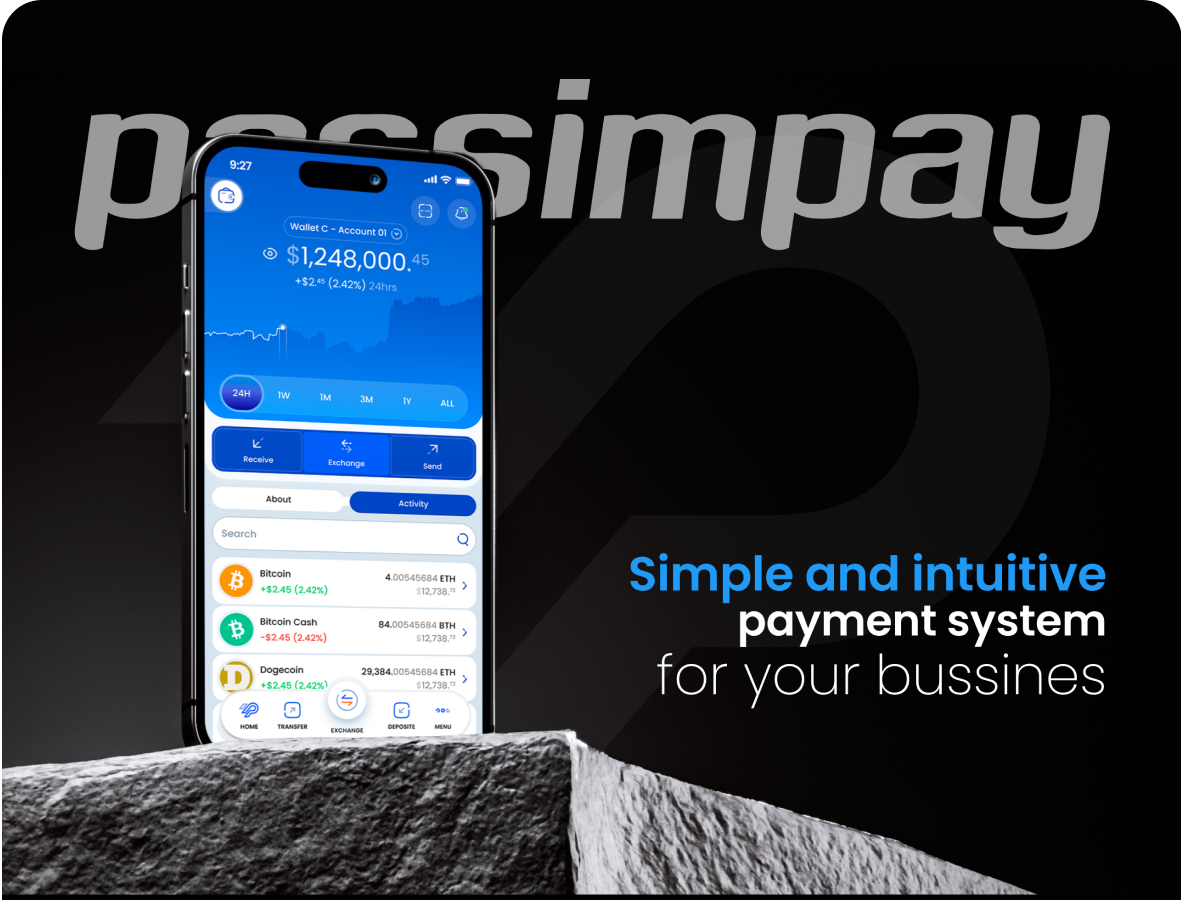 passimpay
9:27
Wallet C - Account 01
$1,248,000.45
+$2.45 (2.42%) 24hrs
24H 1W 1M 3M 1Y ALL
Receive Exchange Send
About Activity
Search
Bitcoin 4.00545684 ETH
+$2.45 (2.42%) $12,738.72
Bitcoin Cash 84.00545684 BTH
-$2.45 (2.42%) $12,738.72
Dogecoin 29,384.00545684 ETH
+$2.45 (2.42%) $12,738.72
HOME TRANSFER EXCHANGE DEPOSITE MENU
Simple and intuitive
payment system
for your bussines